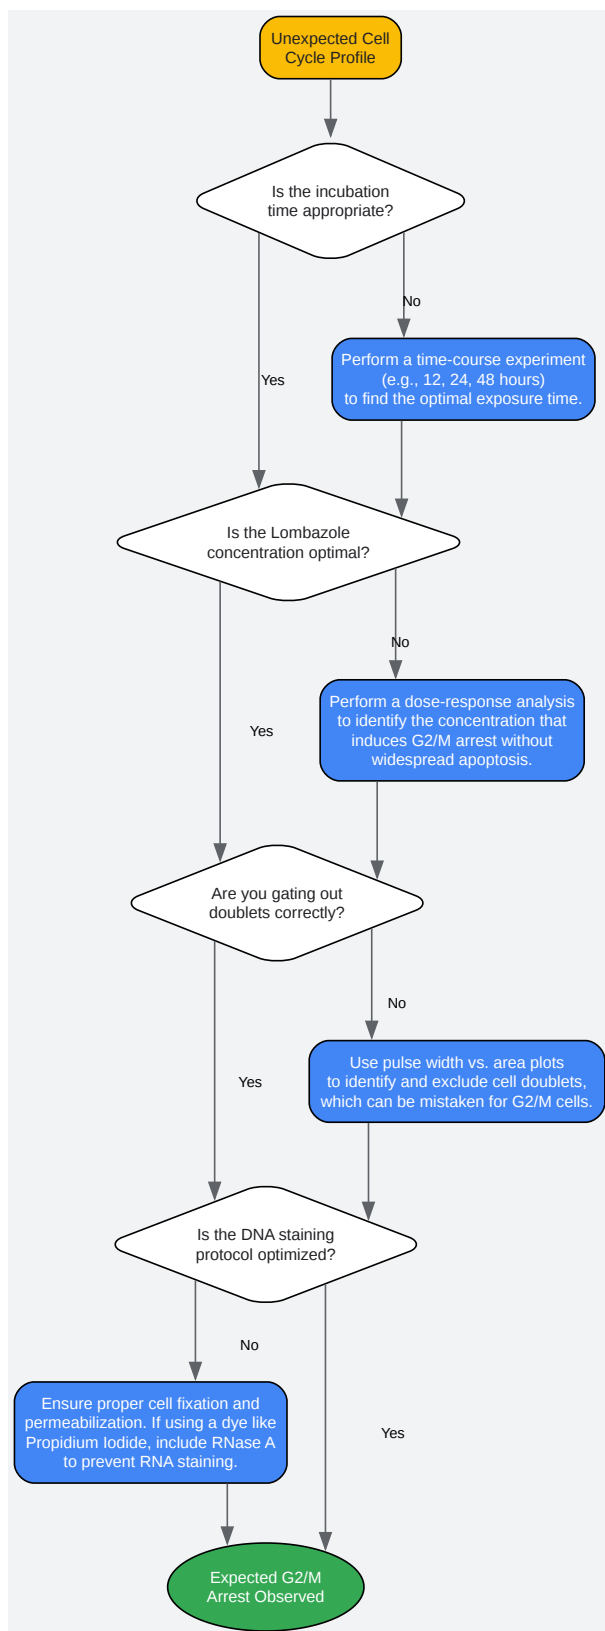 Unexpected Cell
Cycle Profile
Is the incubation
time appropriate?
No
Perform a time-course experiment
(e.g., 12, 24, 48 hours)
to find the optimal exposure time.
Yes
Is the Lombazole
concentration optimal?
No
Perform a dose-response analysis
to identify the concentration that
induces G2/M arrest without
widespread apoptosis.
Yes
Are you gating out
doublets correctly?
No
Use pulse width vs. area plots
to identify and exclude cell doublets,
which can be mistaken for G2/M cells.
Yes
Is the DNA staining
protocol optimized?
No
Ensure proper cell fixation and
permeabilization. If using a dye like
Propidium Iodide, include RNase A
to prevent RNA staining.
Yes
Expected G2/M
Arrest Observed